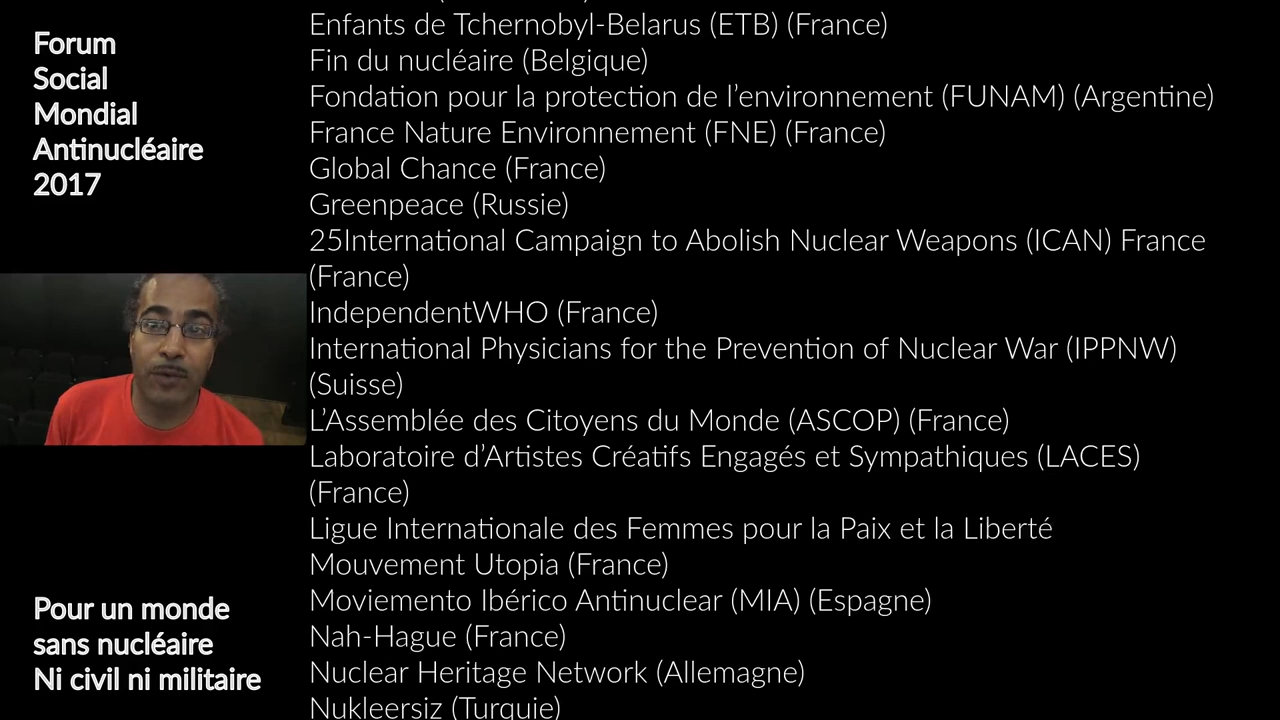 Forum
Social
Mondial
Antinucléaire
2017
Enfants de Tchernobyl-Belarus (ETB) (France)
Fin du nucléaire (Belgique)
Fondation pour la protection de l'environnement (FUNAM) (Argentine)
France Nature Environnement (FNE) (France)
Global Chance (France)
Greenpeace (Russie)
25International Campaign to Abolish Nuclear Weapons (ICAN) France
(France)
IndependentWHO (France)
International Physicians for the Prevention of Nuclear War (IPPNW)
(Suisse)
L'Assemblée des Citoyens du Monde (ASCOP) (France)
Laboratoire d'Artistes Créatifs Engagés et Sympathiques (LACES)
(France)
Ligue Internationale des Femmes pour la Paix et la Liberté
Mouvement Utopia (France)
Moviemento Ibérico Antinuclear (MIA) (Espagne)
Nah-Hague (France)
Nuclear Heritage Network (Allemagne)
Nukleersiz (Turquie)
Pour un monde
sans nucléaire
Ni civil ni militaire